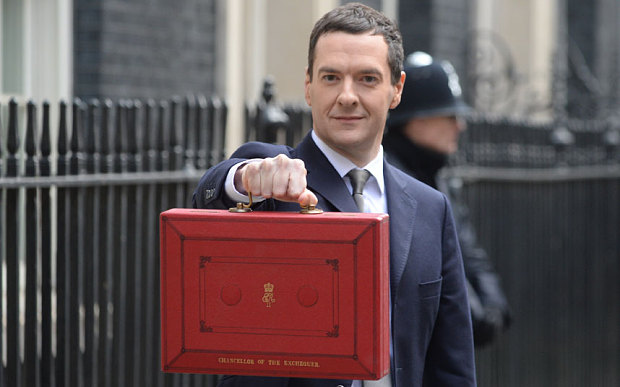 CHANCELLOR OF THE EXCHEQUER